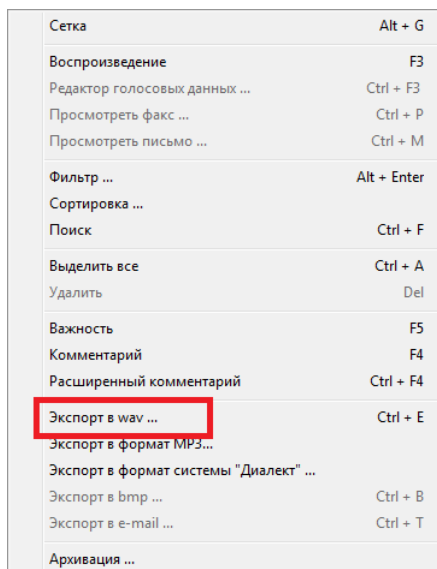 Сетка Alt + G
Воспроизведение F3
Редактор голосовых данных ... Ctrl + F3
Просмотреть факс ... Ctrl + P
Просмотреть письмо ... Ctrl + M
Фильтр ... Alt + Enter
Сортировка ...
Поиск Ctrl + F
Выделить все Ctrl + A
Удалить Del
Важность F5
Комментарий F4
Расширенный комментарий Ctrl + F4
Экспорт в wav ... Ctrl + E
Экспорт в формат MP3...
Экспорт в формат системы "Диалект" ...
Экспорт в bmp ... Ctrl + B
Экспорт в e-mail ... Ctrl + T
Архивация ...